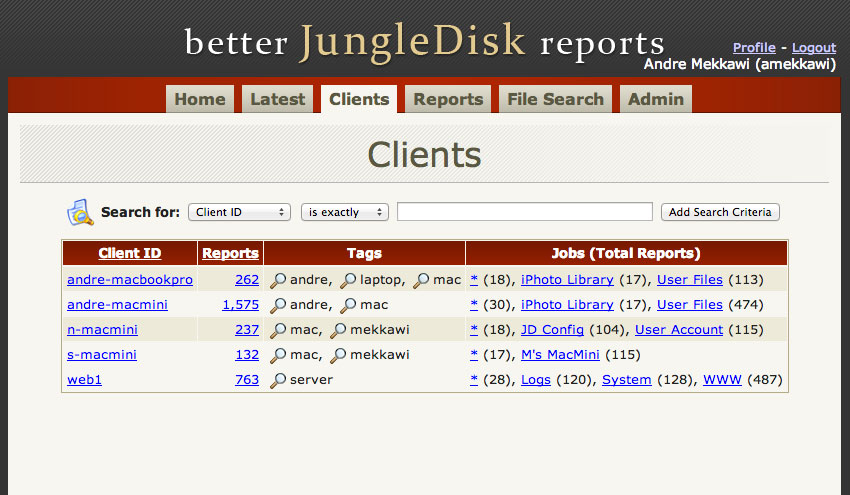 better JungleDisk reports
Profile - Logout
Andre Mekkawi (amekkawi)
Home Latest Clients Reports File Search Admin
Clients
Search for: Client ID is exactly Add Search Criteria
Client ID Reports Tags Jobs (Total Reports)
andre-macbookpro 262 andre, laptop, mac * (18), iPhoto Library (17), User Files (113)
andre-macmini 1,575 andre, mac * (30), iPhoto Library (17), User Files (474)
n-macmini 237 mac, mekkawi * (18), JD Config (104), User Account (115)
s-macmini 132 mac, mekkawi * (17), M's MacMini (115)
web1 763 server * (28), Logs (120), System (128), WWW (487)